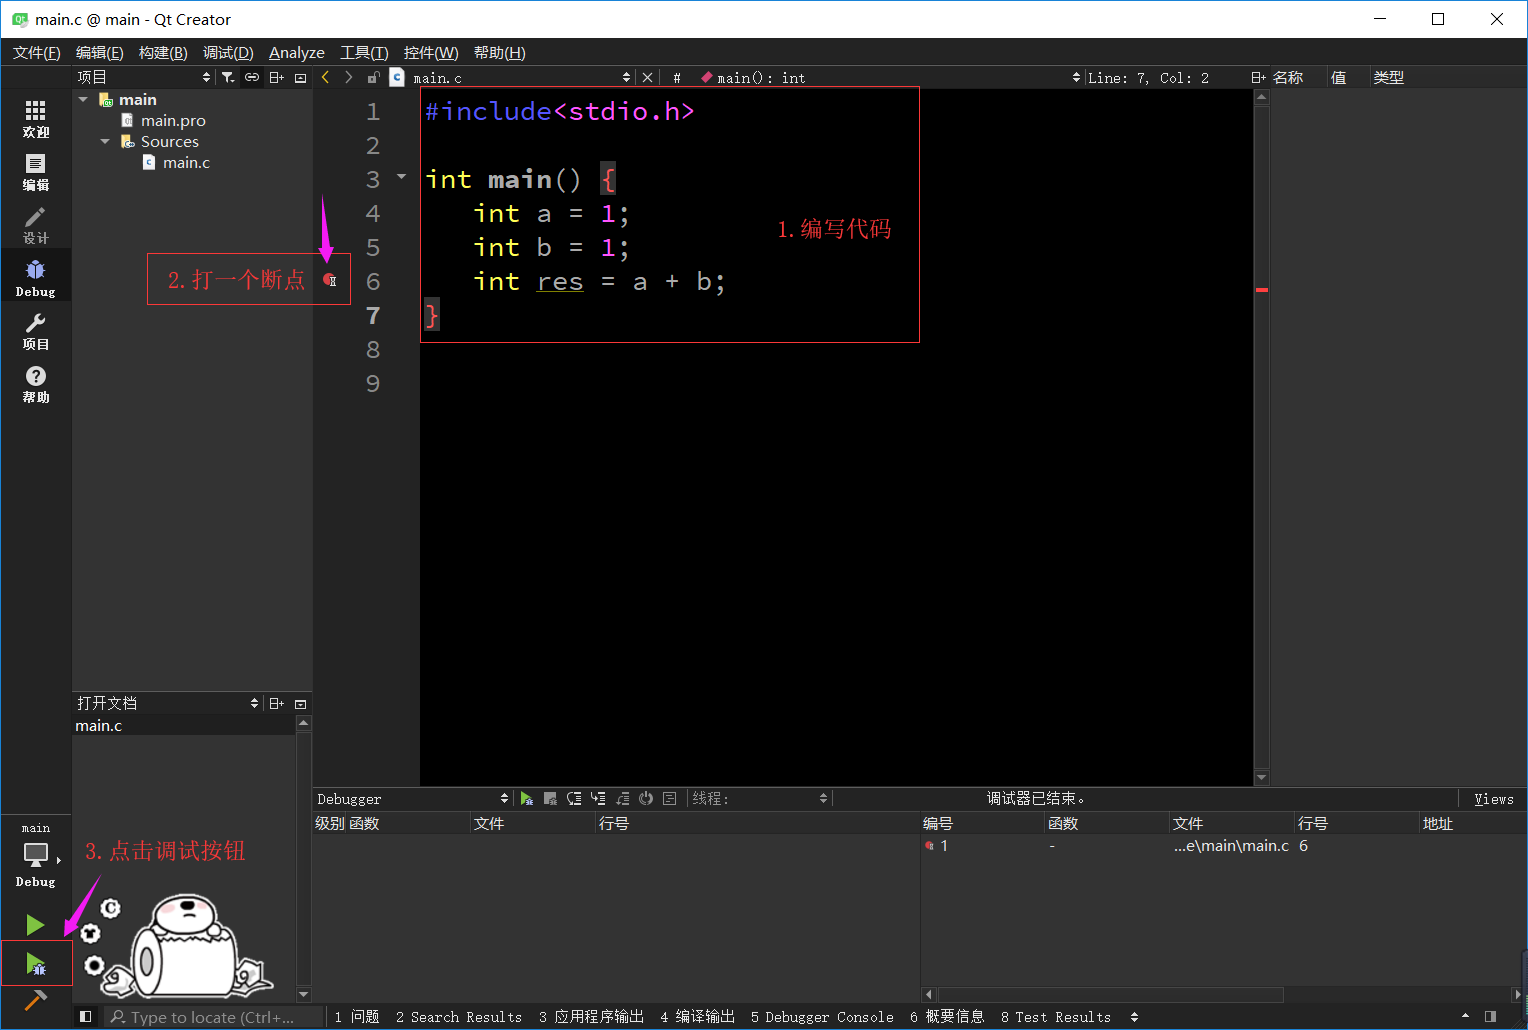 main.c @ main - Qt Creator
文件(F) 编辑(E) 构建(B) 调试(D) Analyze 工具(T) 控件(W) 帮助(H)
项目 main.c # main(): int Line: 7, Col: 2 名称 值 类型
欢迎
编辑
设计
Debug
项目
帮助
main
main.pro
Sources
main.c
1 #include<stdio.h>
2
3 int main() {
4 int a = 1;
5 int b = 1;
6 int res = a + b;
7 }
8
9
1.编写代码
2.打一个断点
打开文档
main.c
main
Debug
3.点击调试按钮
Debugger 线程: 调试器已结束。 Views
级别 函数 文件 行号 编号 函数 文件 行号 地址
1 - ...e\main\main.c 6
Type to locate (Ctrl+... 1 问题 2 Search Results 3 应用程序输出 4 编译输出 5 Debugger Console 6 概要信息 8 Test Results